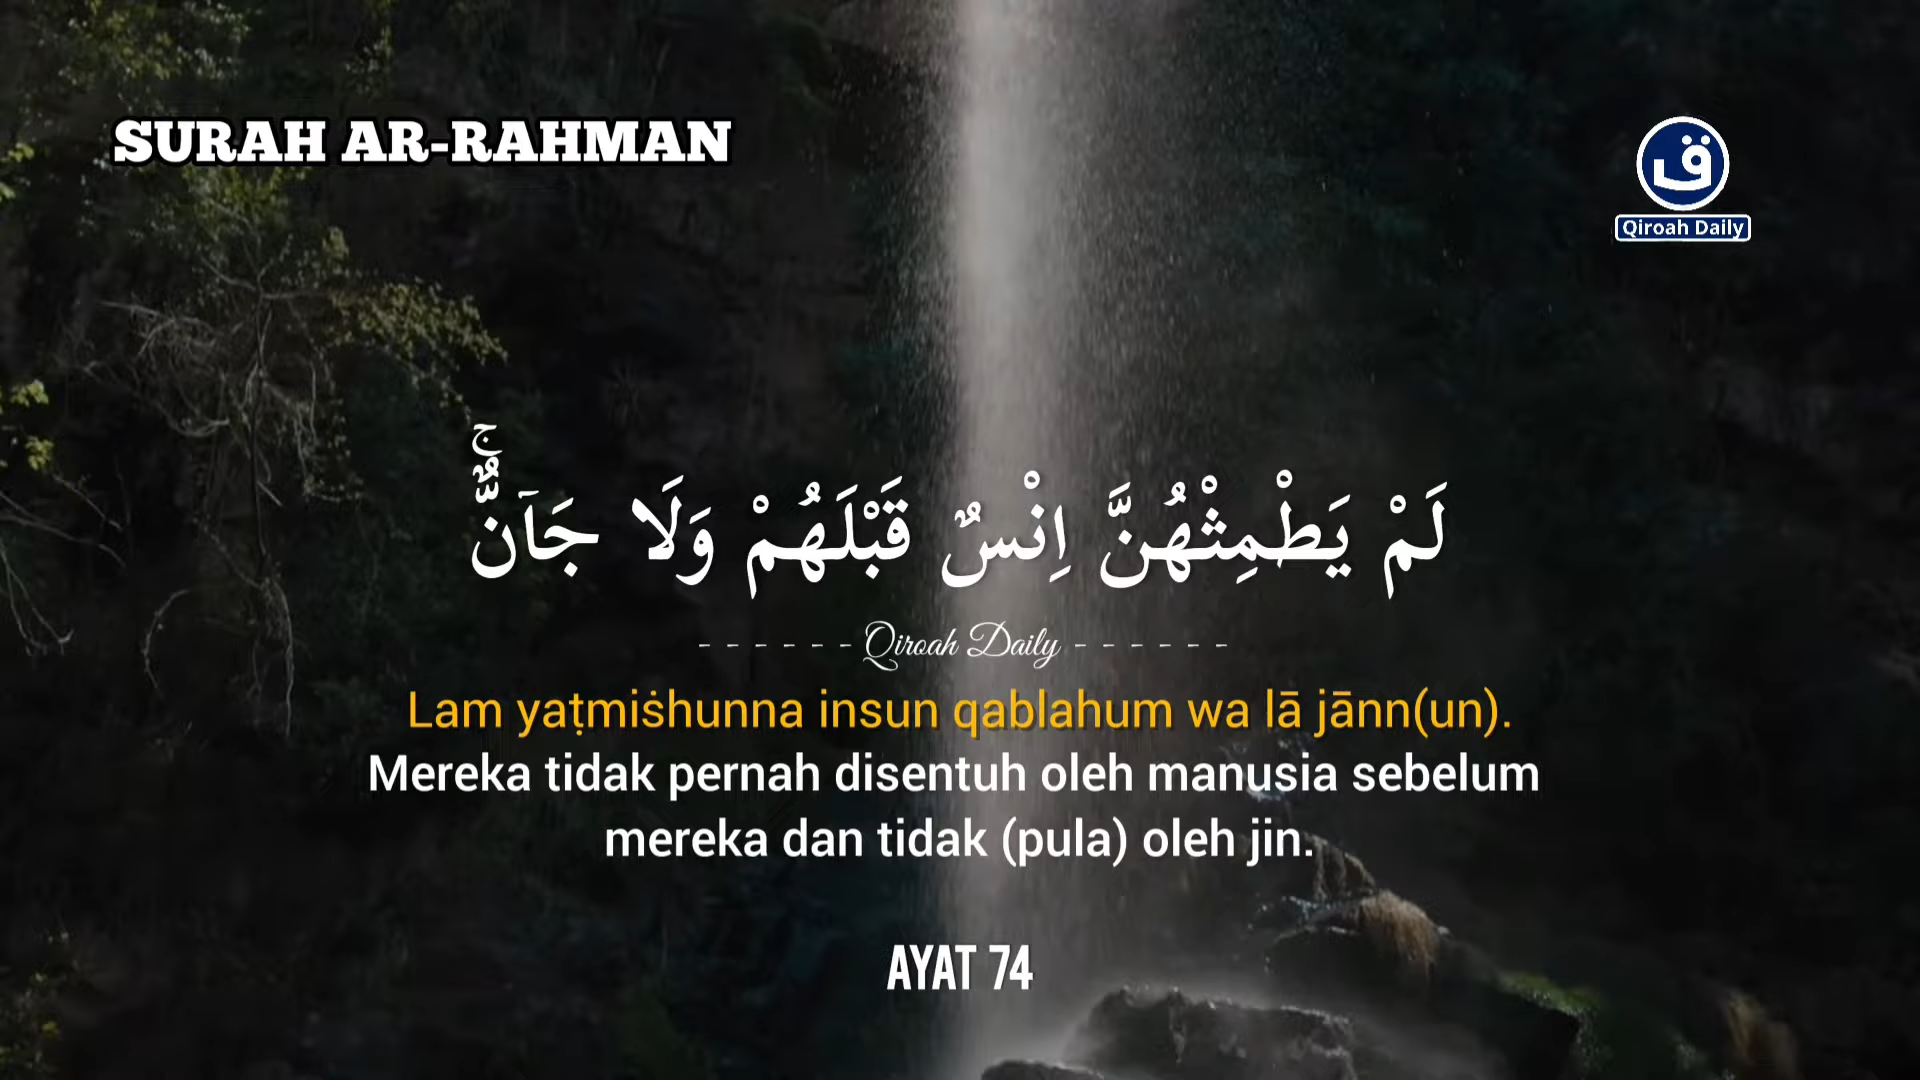 SURAH AR-RAHMAN
ق
Qiroah Daily
لَمْ يَطْمِثْهُنَّ اِنْسٌ قَبْلَهُمْ وَلَا جَاۤنٌّۚ
- - - - - - Qiroah Daily - - - - - -
Lam yaṭmiṡhunna insun qablahum wa lā jānn(un).
Mereka tidak pernah disentuh oleh manusia sebelum
mereka dan tidak (pula) oleh jin.
AYAT 74